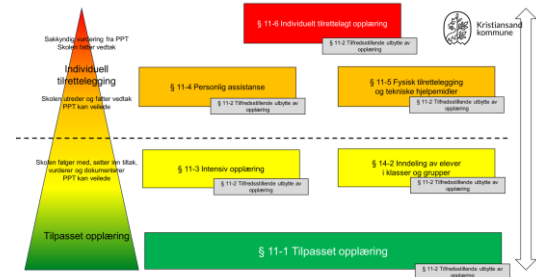 Sakkyndig vurdering fra PPT
Skolen fatter vedtak
Individuell
tilrettelegging
Skolen utreder og fatter vedtak
PPT kan veilede
Skolen følger med, setter inn tiltak,
vurderer og dokumenterer
PPT kan veilede
Tilpasset opplæring
§ 11-6 Individuelt tilrettelagt opplæring
§ 11-2 Tilfredsstillende utbytte av
opplæring
Kristiansand
kommune
§ 11-4 Personlig assistanse
§ 11-2 Tilfredsstillende utbytte av
opplæring
§ 11-5 Fysisk tilrettelegging
og tekniske hjelpemidler
§ 11-2 Tilfredsstillende utbytte av
opplæring
§ 11-3 Intensiv opplæring
§ 11-2 Tilfredsstillende utbytte av
opplæring
§ 14-2 Inndeling av elever
i klasser og grupper
§ 11-2 Tilfredsstillende utbytte av
opplæring
§ 11-1 Tilpasset opplæring
§ 11-2 Tilfredsstillende utbytte av
opplæring